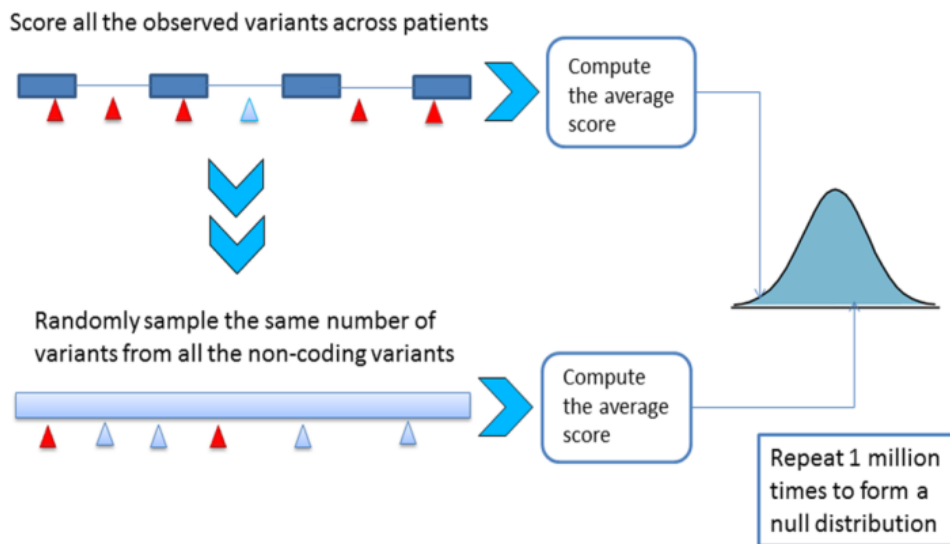 Score all the observed variants across patients
Compute
the average
score
Randomly sample the same number of
variants from all the non-coding variants
Compute
the average
score
Repeat 1 million
times to form a
null distribution